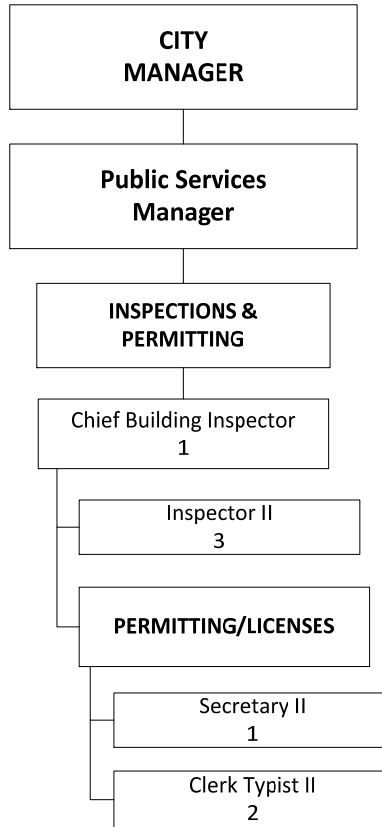 CITY
MANAGER
Public Services
Manager
INSPECTIONS &
PERMITTING
Chief Building Inspector
1
Inspector II
3
PERMITTING/LICENSES
Secretary II
1
Clerk Typist II
2